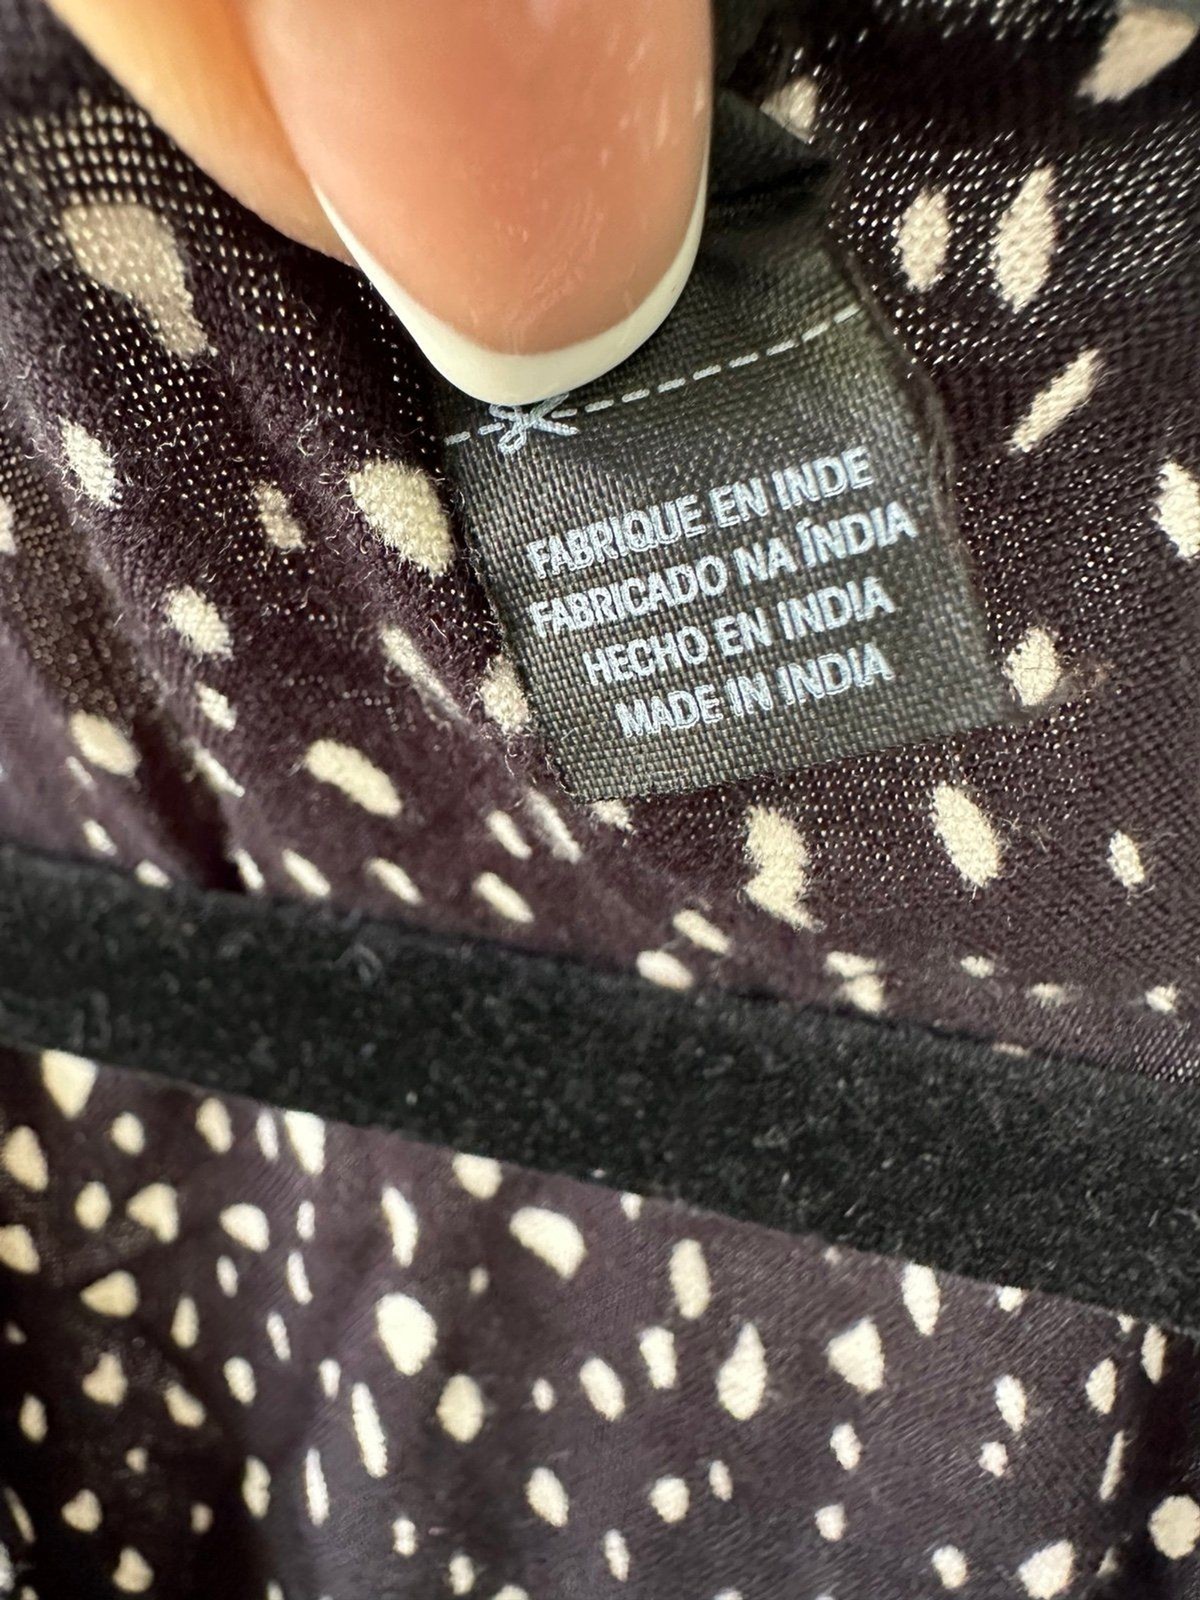 FABRIQUE EN INDE
FABRICADO NA ÍNDIA
HECHO EN INDIA
MADE IN INDIA